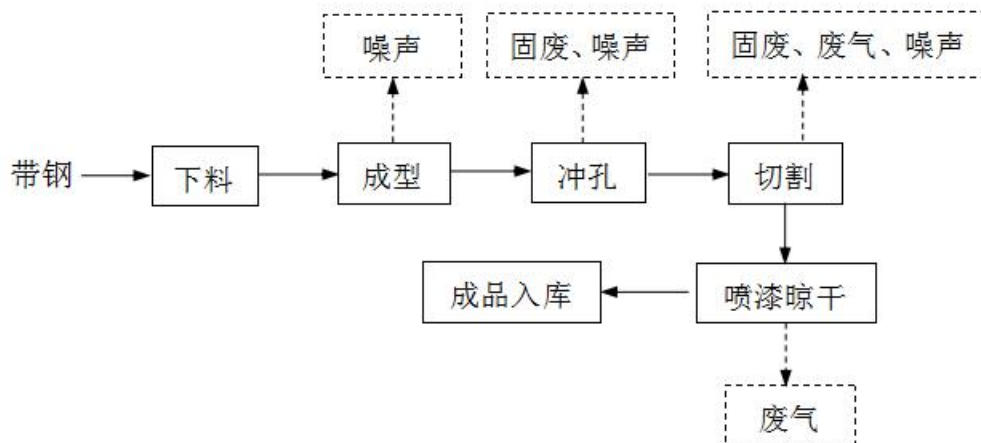 噪声
固废、噪声
固废、废气、噪声
带钢
下料
成型
冲孔
切割
成品入库
喷漆晾干
废气